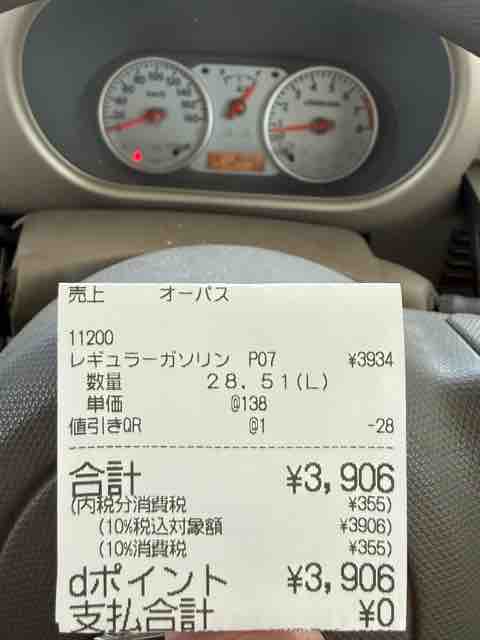 売上 オーパス
11200
レギュラーガソリン P07 ¥3934
数量 28.51(L)
単価 @138
値引きQR @1 -28
合計 ¥3,906
(内税分消費税 ¥355)
(10%税込対象額 ¥3906)
(10%消費税 ¥355)
dポイント ¥3,906
支払合計 ¥0